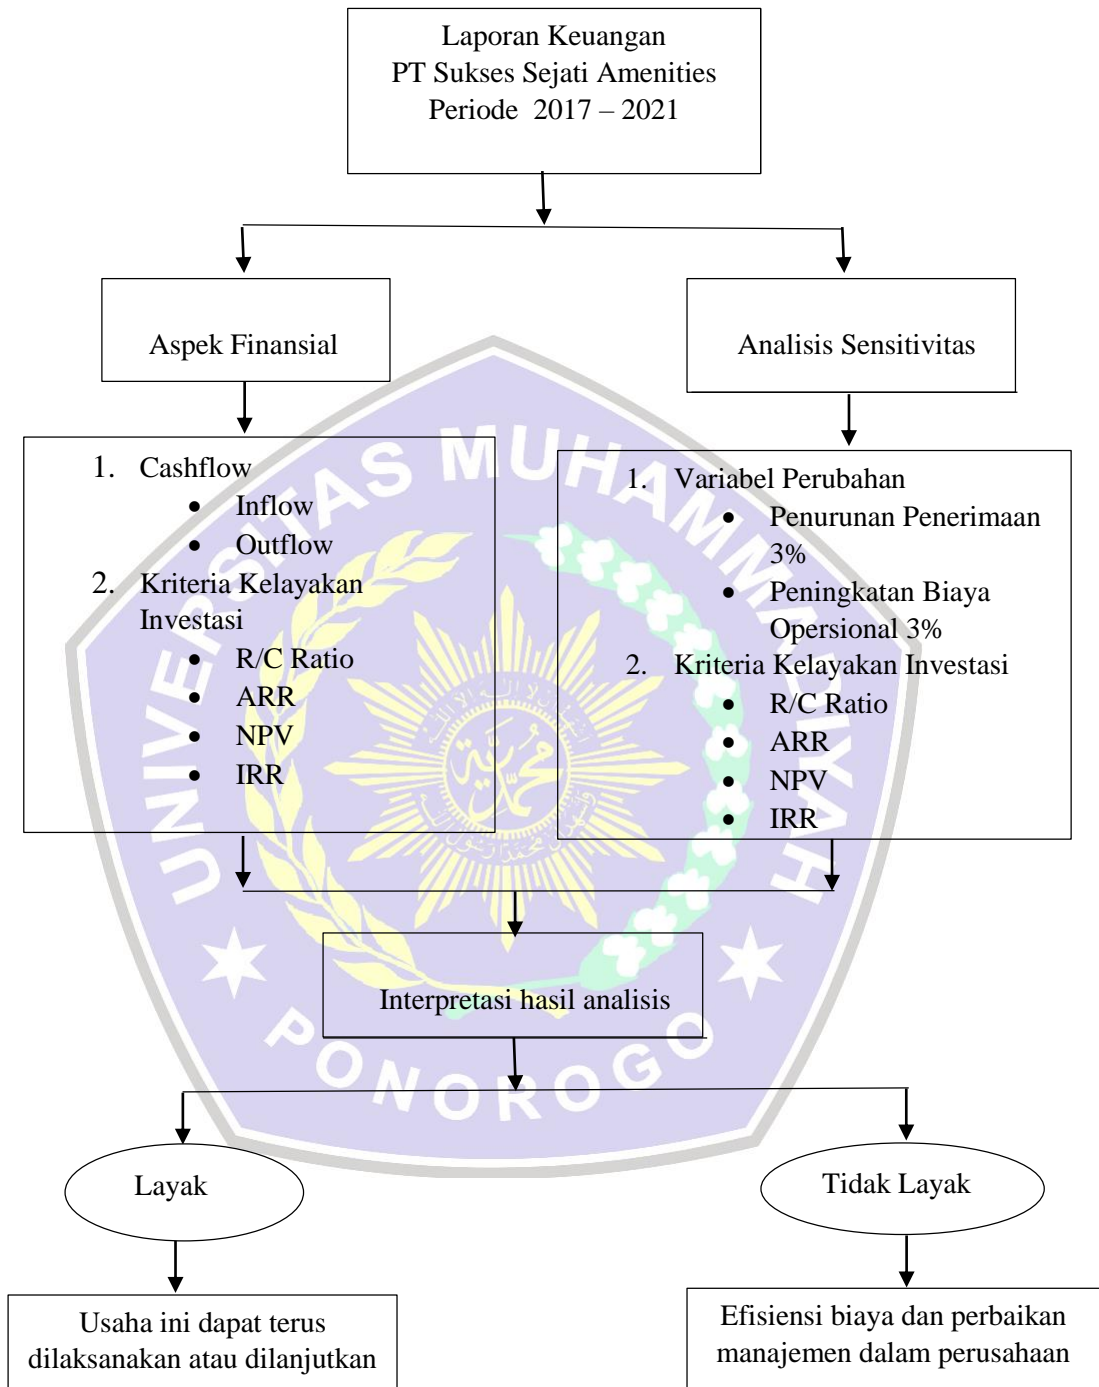 Laporan Keuangan
PT Sukses Sejati Amenities
Periode 2017 – 2021
Aspek Finansial
Analisis Sensitivitas
1. Cashflow
• Inflow
• Outflow
2. Kriteria Kelayakan
Investasi
• R/C Ratio
• ARR
• NPV
• IRR
1. Variabel Perubahan
• Penurunan Penerimaan
3%
• Peningkatan Biaya
Opersional 3%
2. Kriteria Kelayakan Investasi
• R/C Ratio
• ARR
• NPV
• IRR
UNIVERSITAS MUHAMMADIYAH
PONOROGO
Interpretasi hasil analisis
Layak
Tidak Layak
Usaha ini dapat terus
dilaksanakan atau dilanjutkan
Efisiensi biaya dan perbaikan
manajemen dalam perusahaan